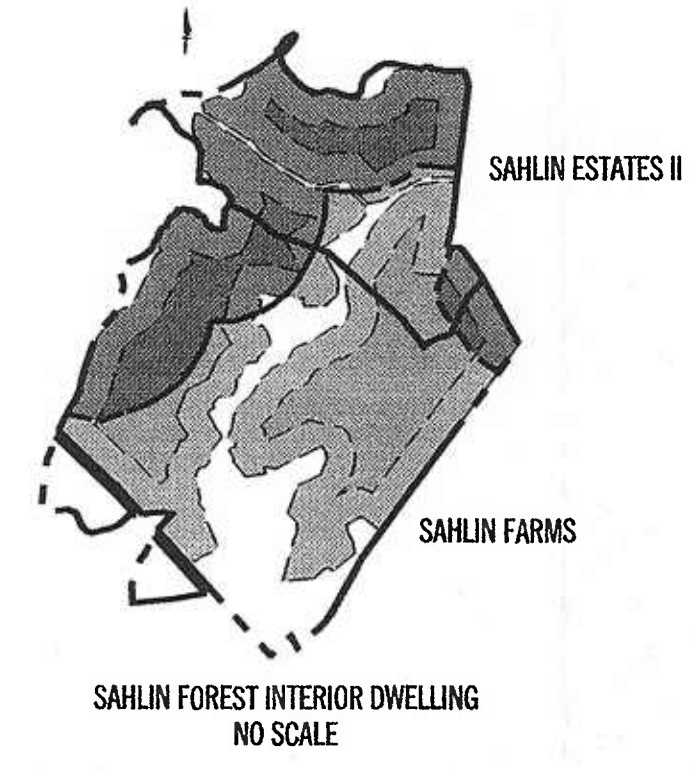 SAHLIN ESTATES II
SAHLIN FARMS
SAHLIN FOREST INTERIOR DWELLING
NO SCALE